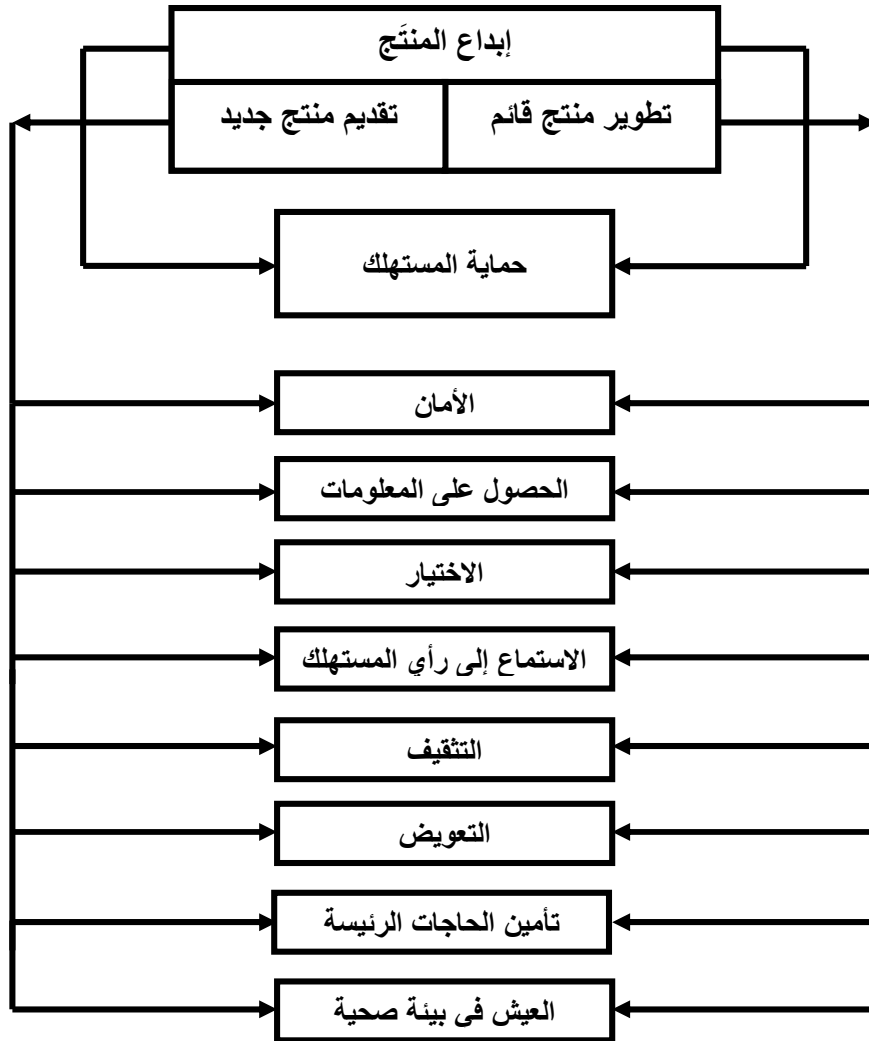 إبداع المنتَج
تطوير منتج قائم
تقديم منتج جديد
حماية المستهلك
الأمان
الحصول على المعلومات
الاختيار
الاستماع إلى رأي المستهلك
التثقيف
التعويض
تأمين الحاجات الرئيسة
العيش في بيئة صحية